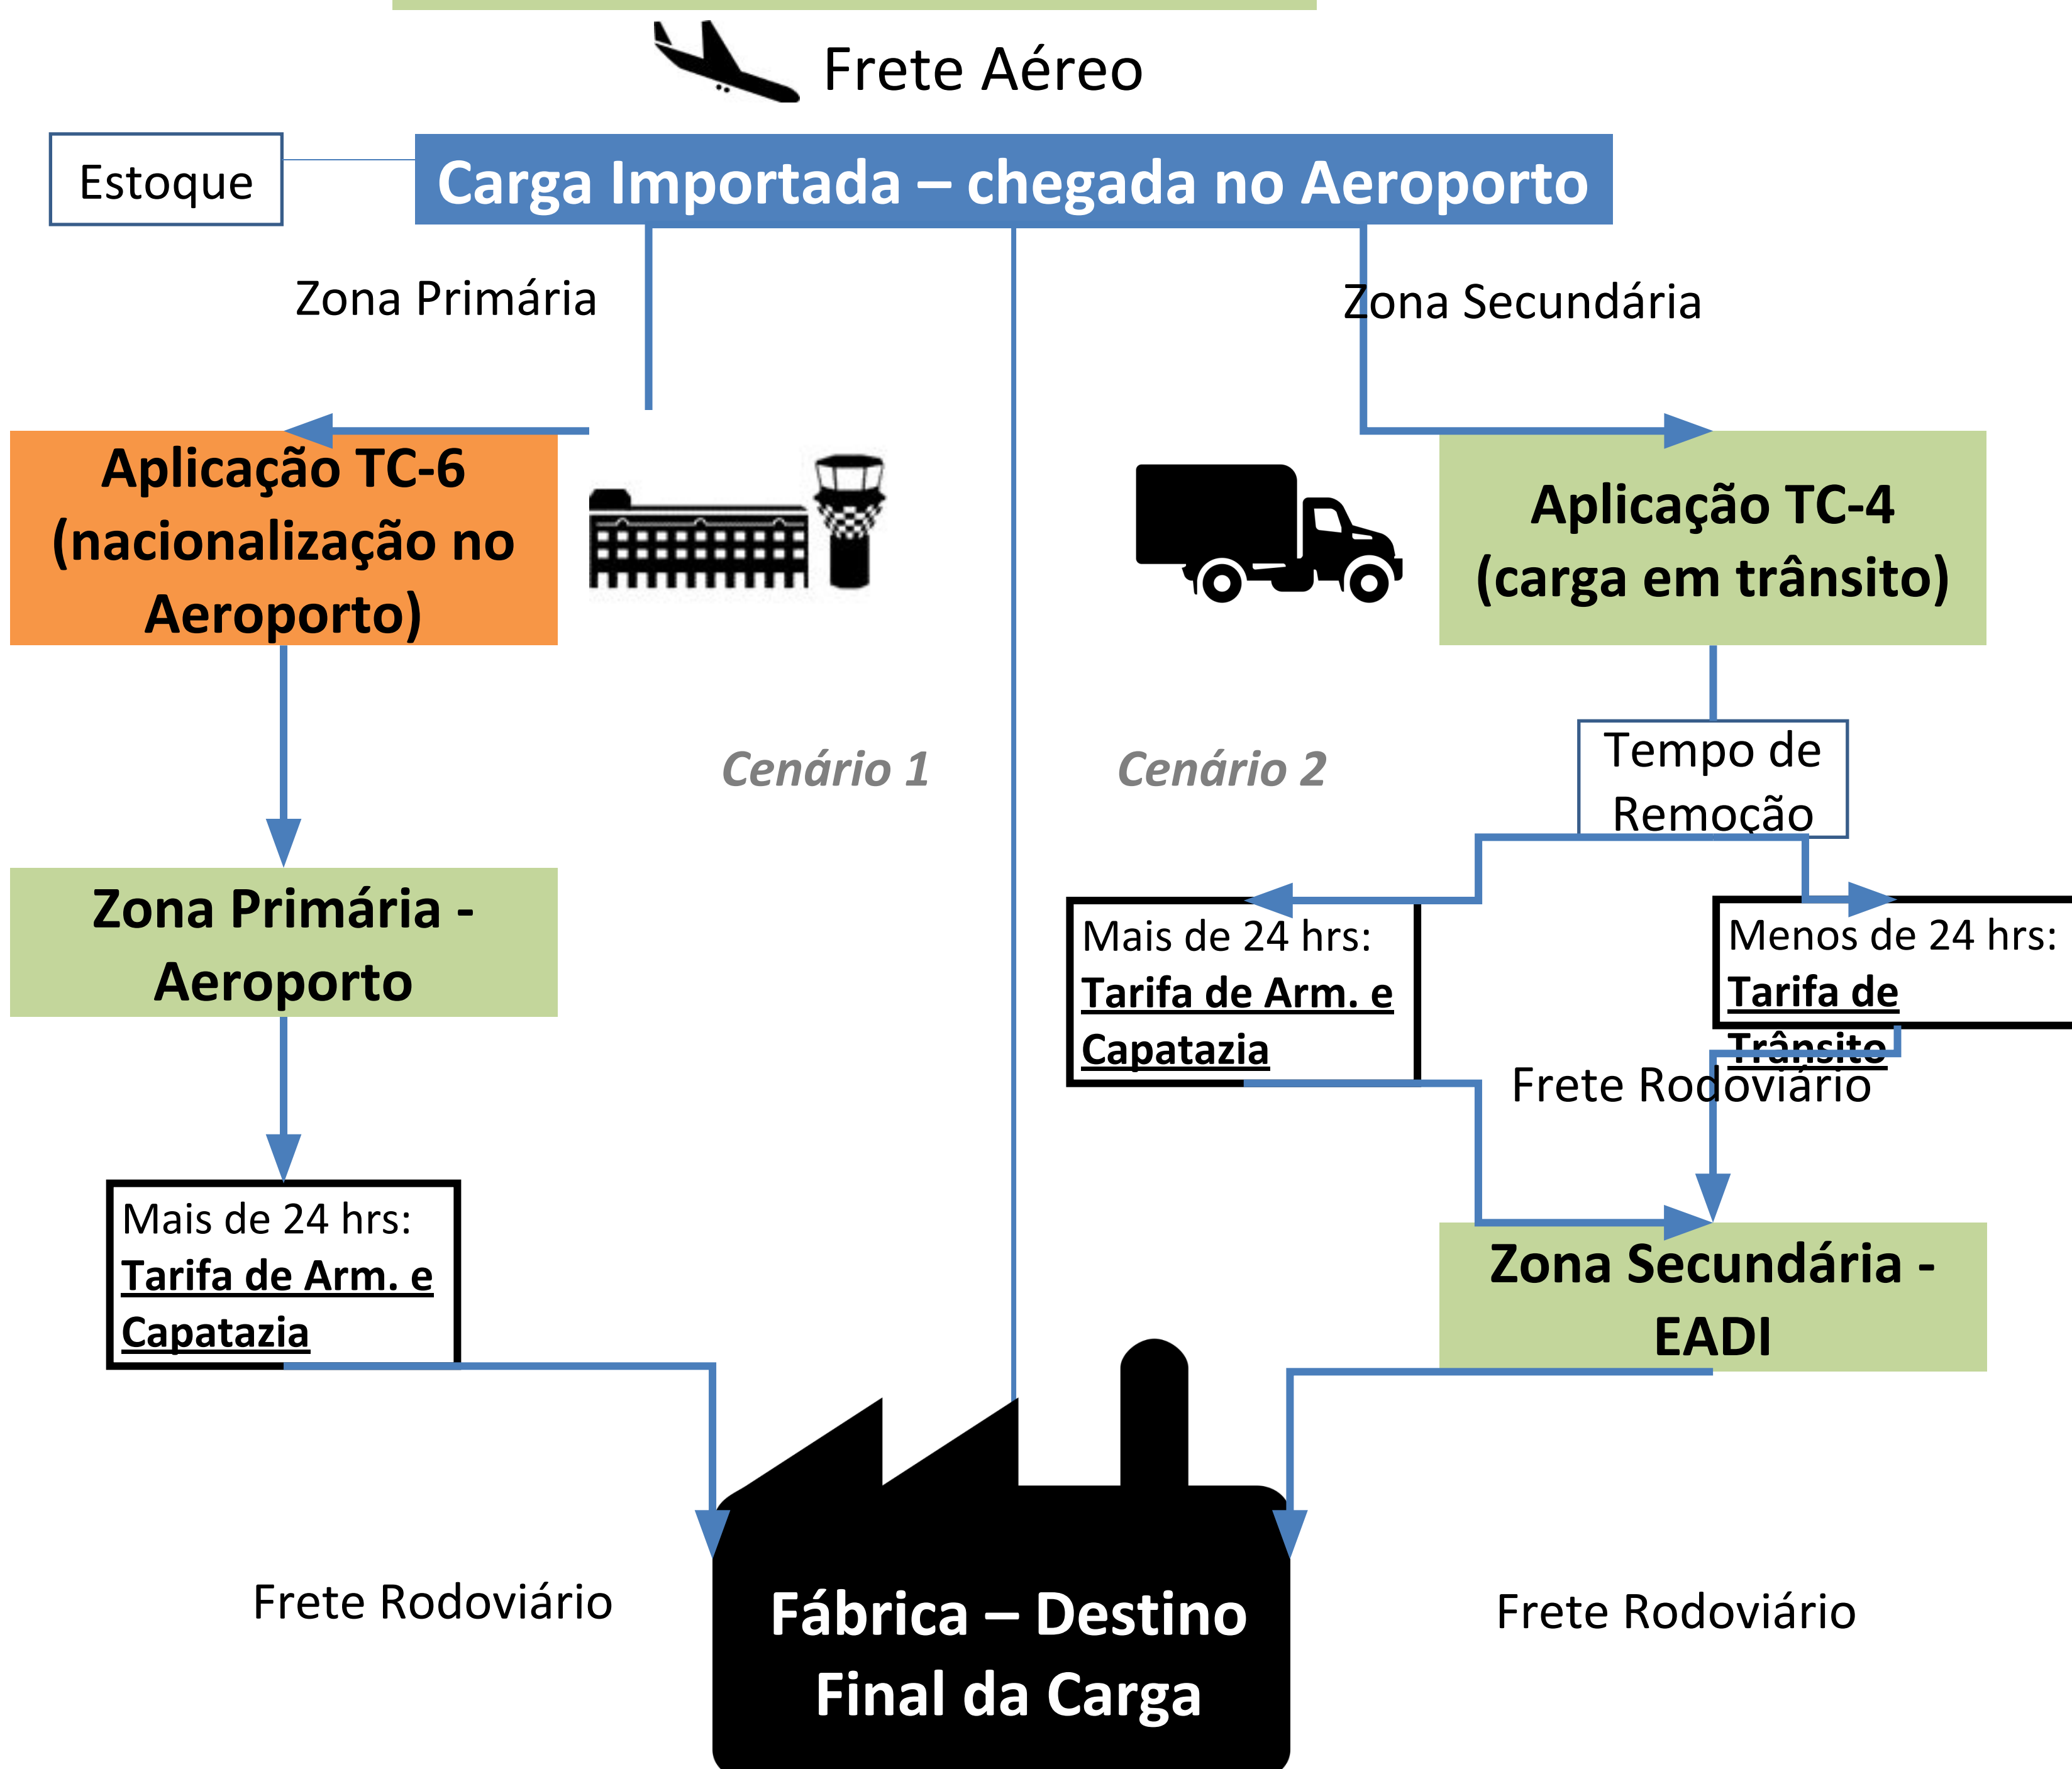 Frete Aéreo
Estoque
Carga Importada – chegada no Aeroporto
Zona Primária
Zona Secundária
Aplicação TC-6
(nacionalização no
Aeroporto)
Aplicação TC-4
(carga em trânsito)
Cenário 1
Cenário 2
Tempo de
Remoção
Zona Primária -
Aeroporto
Mais de 24 hrs:
Tarifa de Arm. e
Capatazia
Menos de 24 hrs:
Tarifa de
Trânsito
Frete Rodoviário
Mais de 24 hrs:
Tarifa de Arm. e
Capatazia
Zona Secundária -
EADI
Frete Rodoviário
Fábrica – Destino
Final da Carga
Frete Rodoviário